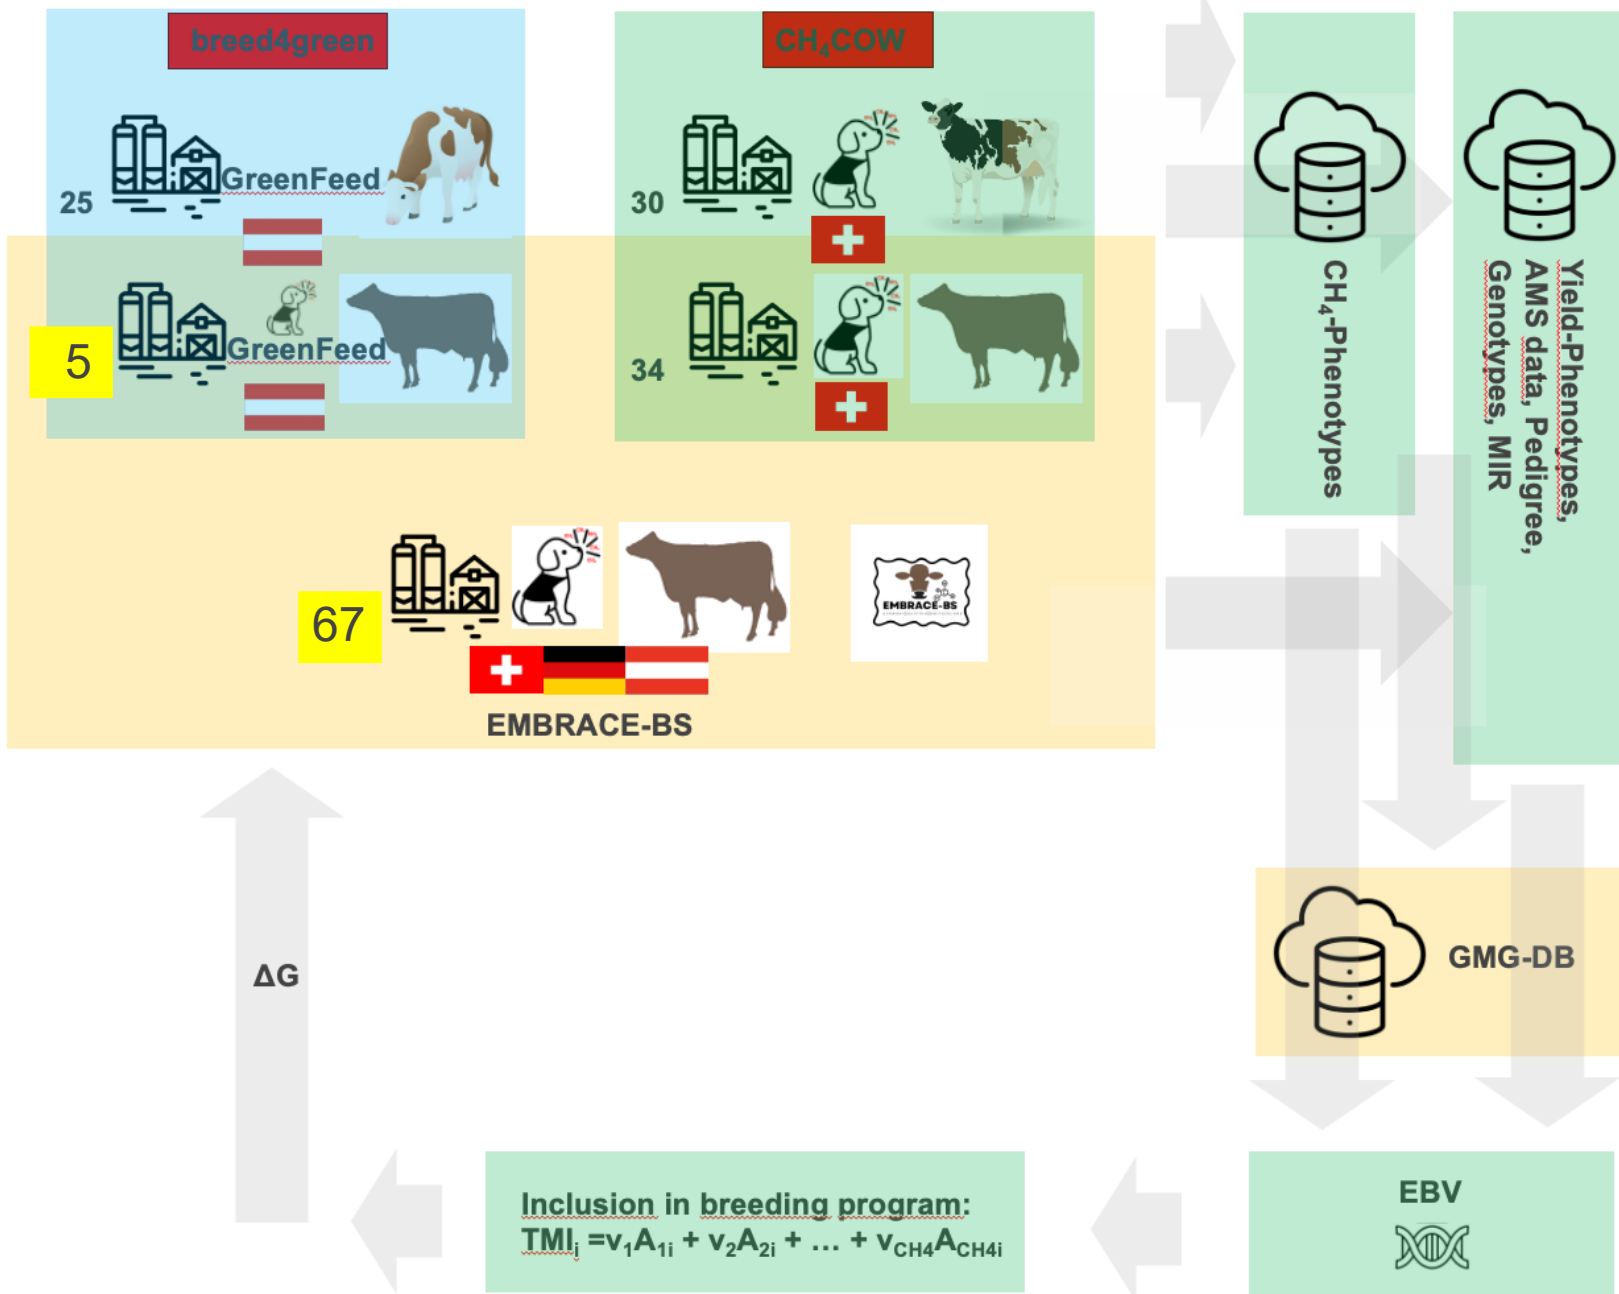 breed4green
CH₄COW
25
GreenFeed
30
5
GreenFeed
34
67
EMBRACE-BS
EMBRACE-BS
CH₄-Phenotypes
Yield-Phenotypes,
AMS data, Pedigree,
Genotypes, MIR
GMG-DB
ΔG
Inclusion in breeding program:
TMIᵢ =v₁A₁ᵢ + v₂A₂ᵢ + … + v_CH4A_CH4i
EBV